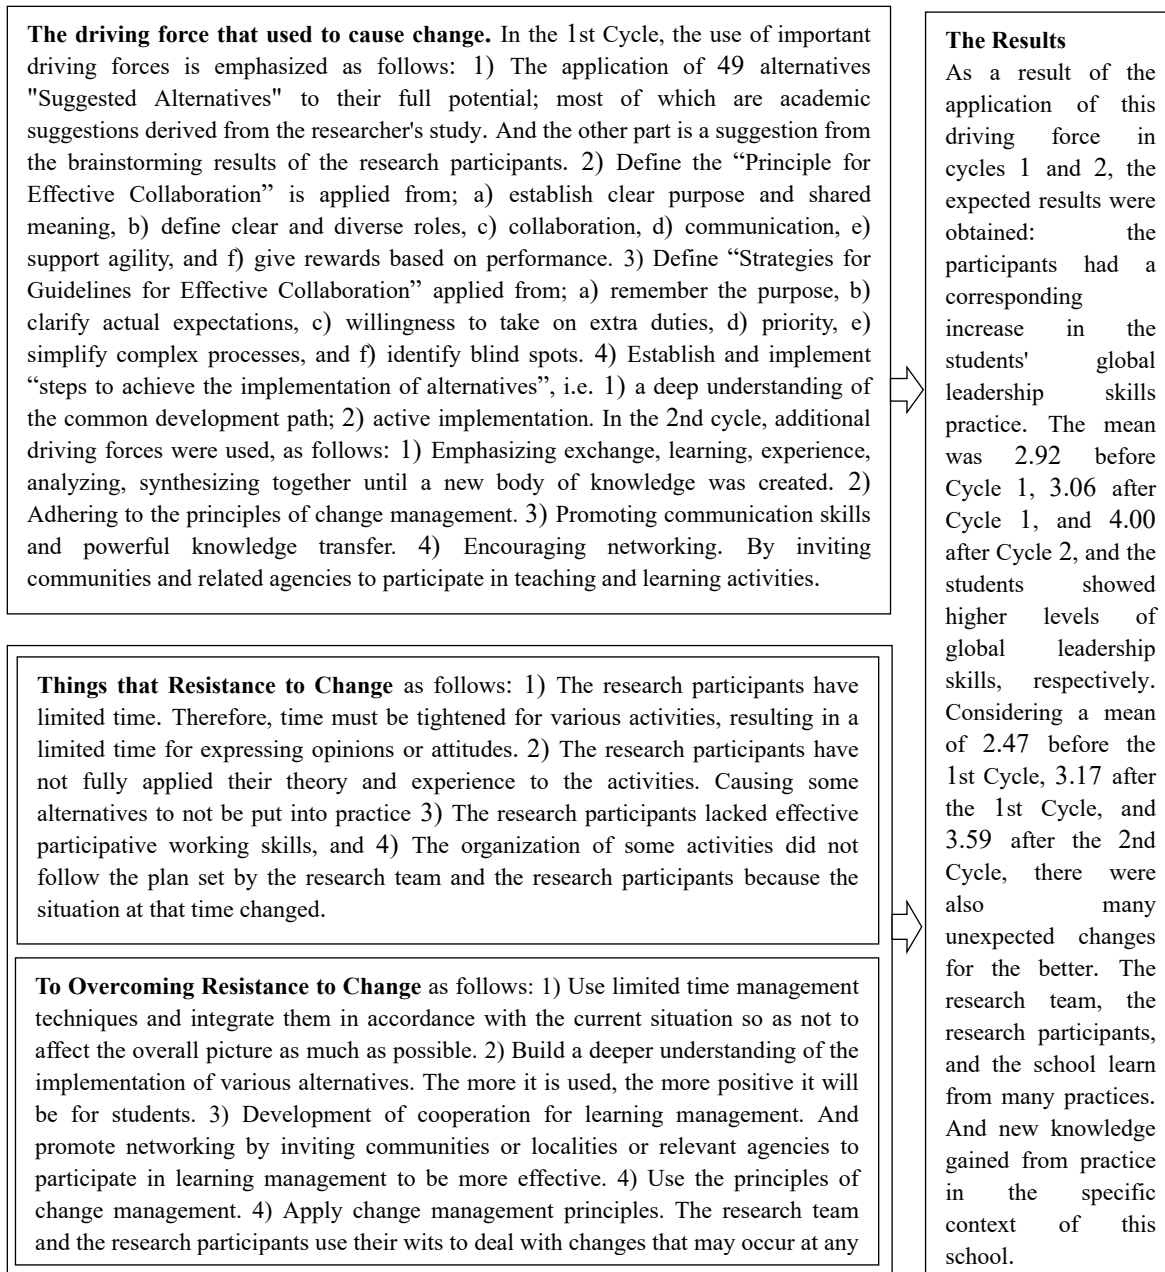 The driving force that used to cause change. In the 1st Cycle, the use of important
driving forces is emphasized as follows: 1) The application of 49 alternatives
"Suggested Alternatives" to their full potential; most of which are academic
suggestions derived from the researcher's study. And the other part is a suggestion from
the brainstorming results of the research participants. 2) Define the “Principle for
Effective Collaboration” is applied from; a) establish clear purpose and shared
meaning, b) define clear and diverse roles, c) collaboration, d) communication, e)
support agility, and f) give rewards based on performance. 3) Define “Strategies for
Guidelines for Effective Collaboration” applied from; a) remember the purpose, b)
clarify actual expectations, c) willingness to take on extra duties, d) priority, e)
simplify complex processes, and f) identify blind spots. 4) Establish and implement
“steps to achieve the implementation of alternatives”, i.e. 1) a deep understanding of
the common development path; 2) active implementation. In the 2nd cycle, additional
driving forces were used, as follows: 1) Emphasizing exchange, learning, experience,
analyzing, synthesizing together until a new body of knowledge was created. 2)
Adhering to the principles of change management. 3) Promoting communication skills
and powerful knowledge transfer. 4) Encouraging networking. By inviting
communities and related agencies to participate in teaching and learning activities.
Things that Resistance to Change as follows: 1) The research participants have
limited time. Therefore, time must be tightened for various activities, resulting in a
limited time for expressing opinions or attitudes. 2) The research participants have
not fully applied their theory and experience to the activities. Causing some
alternatives to not be put into practice 3) The research participants lacked effective
participative working skills, and 4) The organization of some activities did not
follow the plan set by the research team and the research participants because the
situation at that time changed.
To Overcoming Resistance to Change as follows: 1) Use limited time management
techniques and integrate them in accordance with the current situation so as not to
affect the overall picture as much as possible. 2) Build a deeper understanding of the
implementation of various alternatives. The more it is used, the more positive it will
be for students. 3) Development of cooperation for learning management. And
promote networking by inviting communities or localities or relevant agencies to
participate in learning management to be more effective. 4) Use the principles of
change management. 4) Apply change management principles. The research team
and the research participants use their wits to deal with changes that may occur at any
The Results
As a result of the
application of this
driving force in
cycles 1 and 2, the
expected results were
obtained: the
participants had a
corresponding
increase in the
students' global
leadership skills
practice. The mean
was 2.92 before
Cycle 1, 3.06 after
Cycle 1, and 4.00
after Cycle 2, and the
students showed
higher levels of
global leadership
skills, respectively.
Considering a mean
of 2.47 before the
1st Cycle, 3.17 after
the 1st Cycle, and
3.59 after the 2nd
Cycle, there were
also many
unexpected changes
for the better. The
research team, the
research participants,
and the school learn
from many practices.
And new knowledge
gained from practice
in the specific
context of this
school.